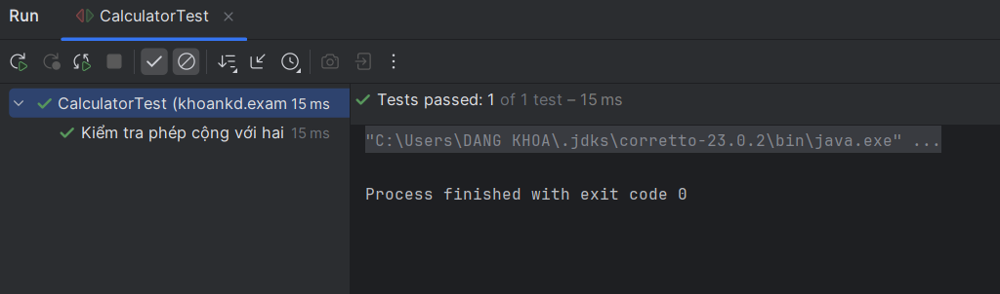 Run CalculatorTest
CalculatorTest (khoankd.exam 15 ms
Kiểm tra phép cộng với hai 15 ms
Tests passed: 1 of 1 test – 15 ms
"C:\Users\DANG KHOA\.jdks\corretto-23.0.2\bin\java.exe" ...
Process finished with exit code 0